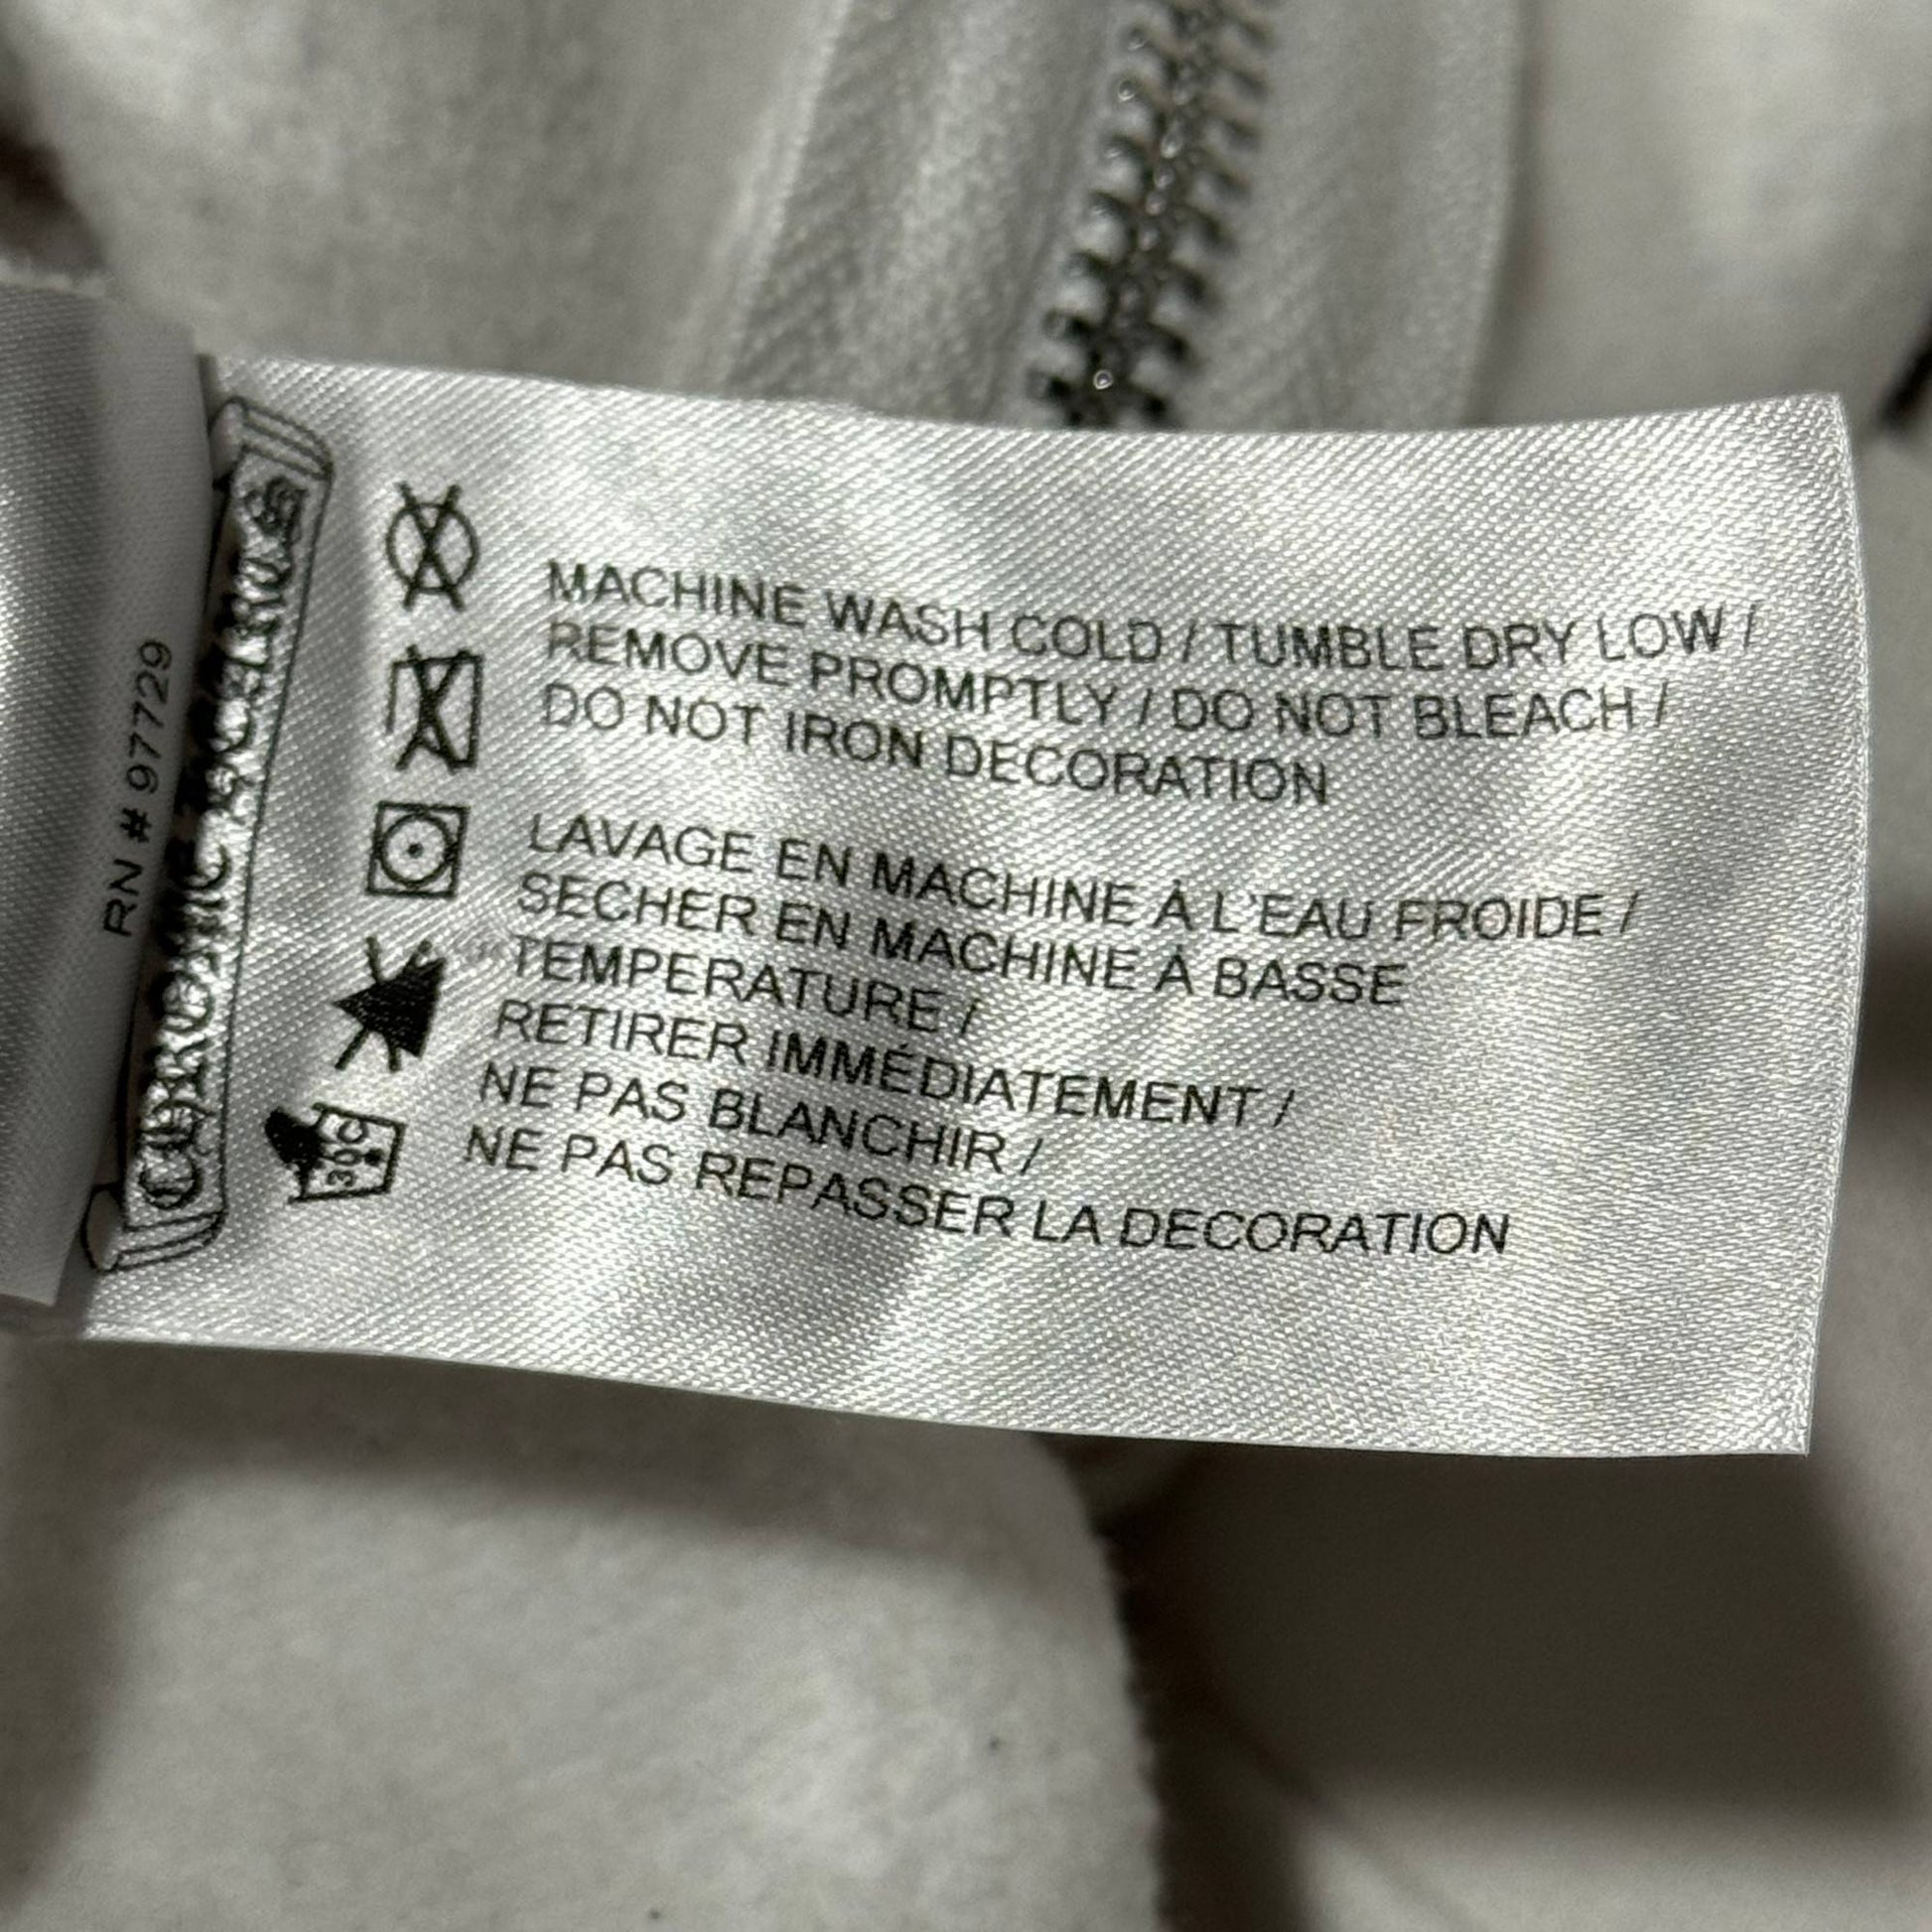 RN # 97729
CHROME HEARTS
MACHINE WASH COLD / TUMBLE DRY LOW /
REMOVE PROMPTLY / DO NOT BLEACH /
DO NOT IRON DECORATION
LAVAGE EN MACHINE À L'EAU FROIDE /
SECHER EN MACHINE À BASSE
TEMPERATURE /
RETIRER IMMÉDIATEMENT /
NE PAS BLANCHIR /
NE PAS REPASSER LA DECORATION
30C